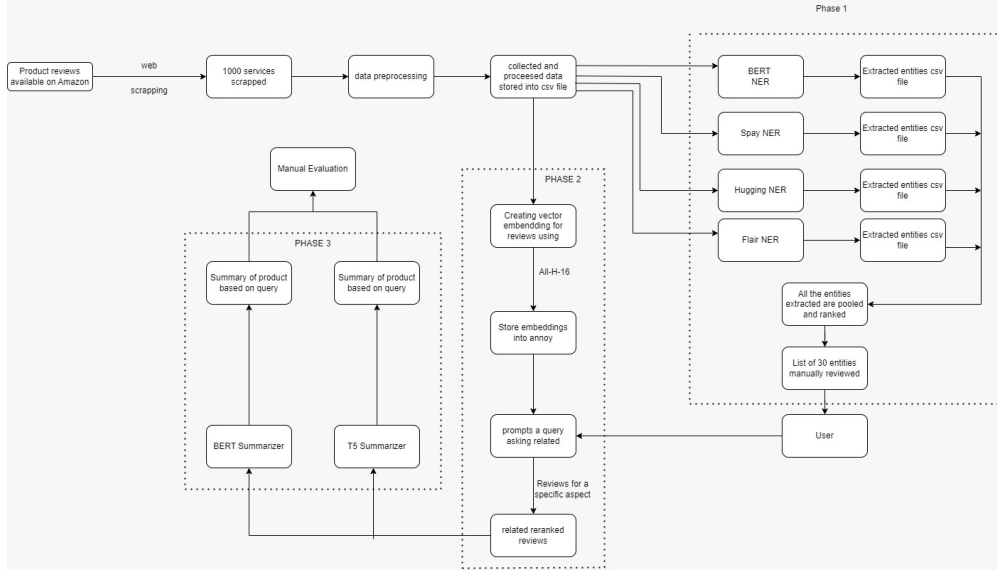 Phase 1
Product reviews
available on Amazon
web
scrapping
1000 services
scrapped
data preprocessing
collected and
proceesed data
stored into csv file
BERT
NER
Extracted entities csv
file
Spay NER
Extracted entities csv
file
Hugging NER
Extracted entities csv
file
Flair NER
Extracted entities csv
file
All the entities
extracted are pooled
and ranked
List of 30 entities
manually reviewed
User
PHASE 2
Creating vector
embendding for
reviews using
All-H-16
Store embeddings
into annoy
prompts a query
asking related
Reviews for a
specific aspect
related reranked
reviews
Manual Evaluation
PHASE 3
Summary of product
based on query
Summary of product
based on query
BERT Summarizer
T5 Summarizer